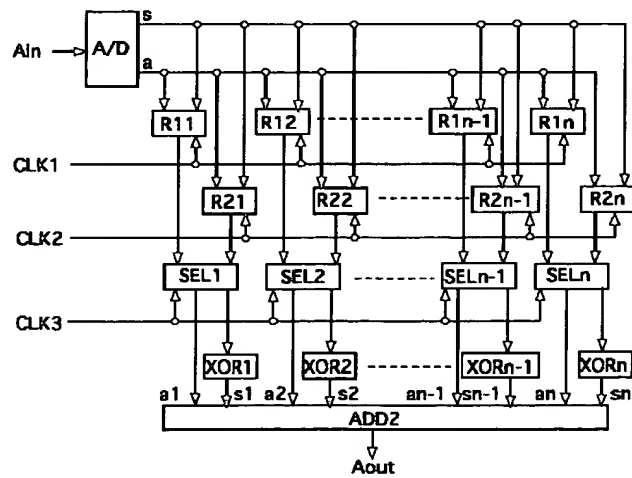 s
Ain
A/D
a
R11 R12 R1n-1 R1n
CLK1
R21 R22 R2n-1 R2n
CLK2
SEL1 SEL2 SELn-1 SELn
CLK3
XOR1 XOR2 XORn-1 XORn
a1 s1 a2 s2 an-1 sn-1 an sn
ADD2
Aout